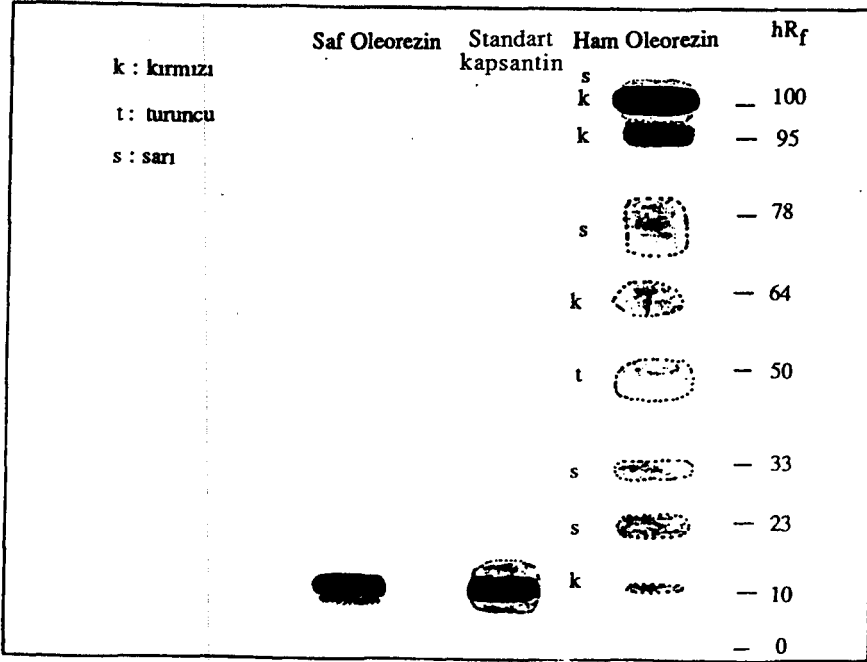 Saf Oleorezin
Standart
kapsantin
Ham Oleorezin
hRf
k : kırmızı
t : turuncu
s : sarı
s
k
100
k
95
s
78
k
64
t
50
s
33
s
23
k
10
0